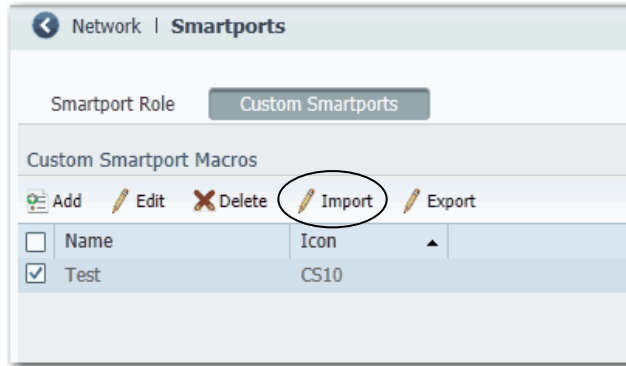 Network | Smartports
Smartport Role Custom Smartports
Custom Smartport Macros
Add Edit Delete Import Export
Name Icon
Test CS10